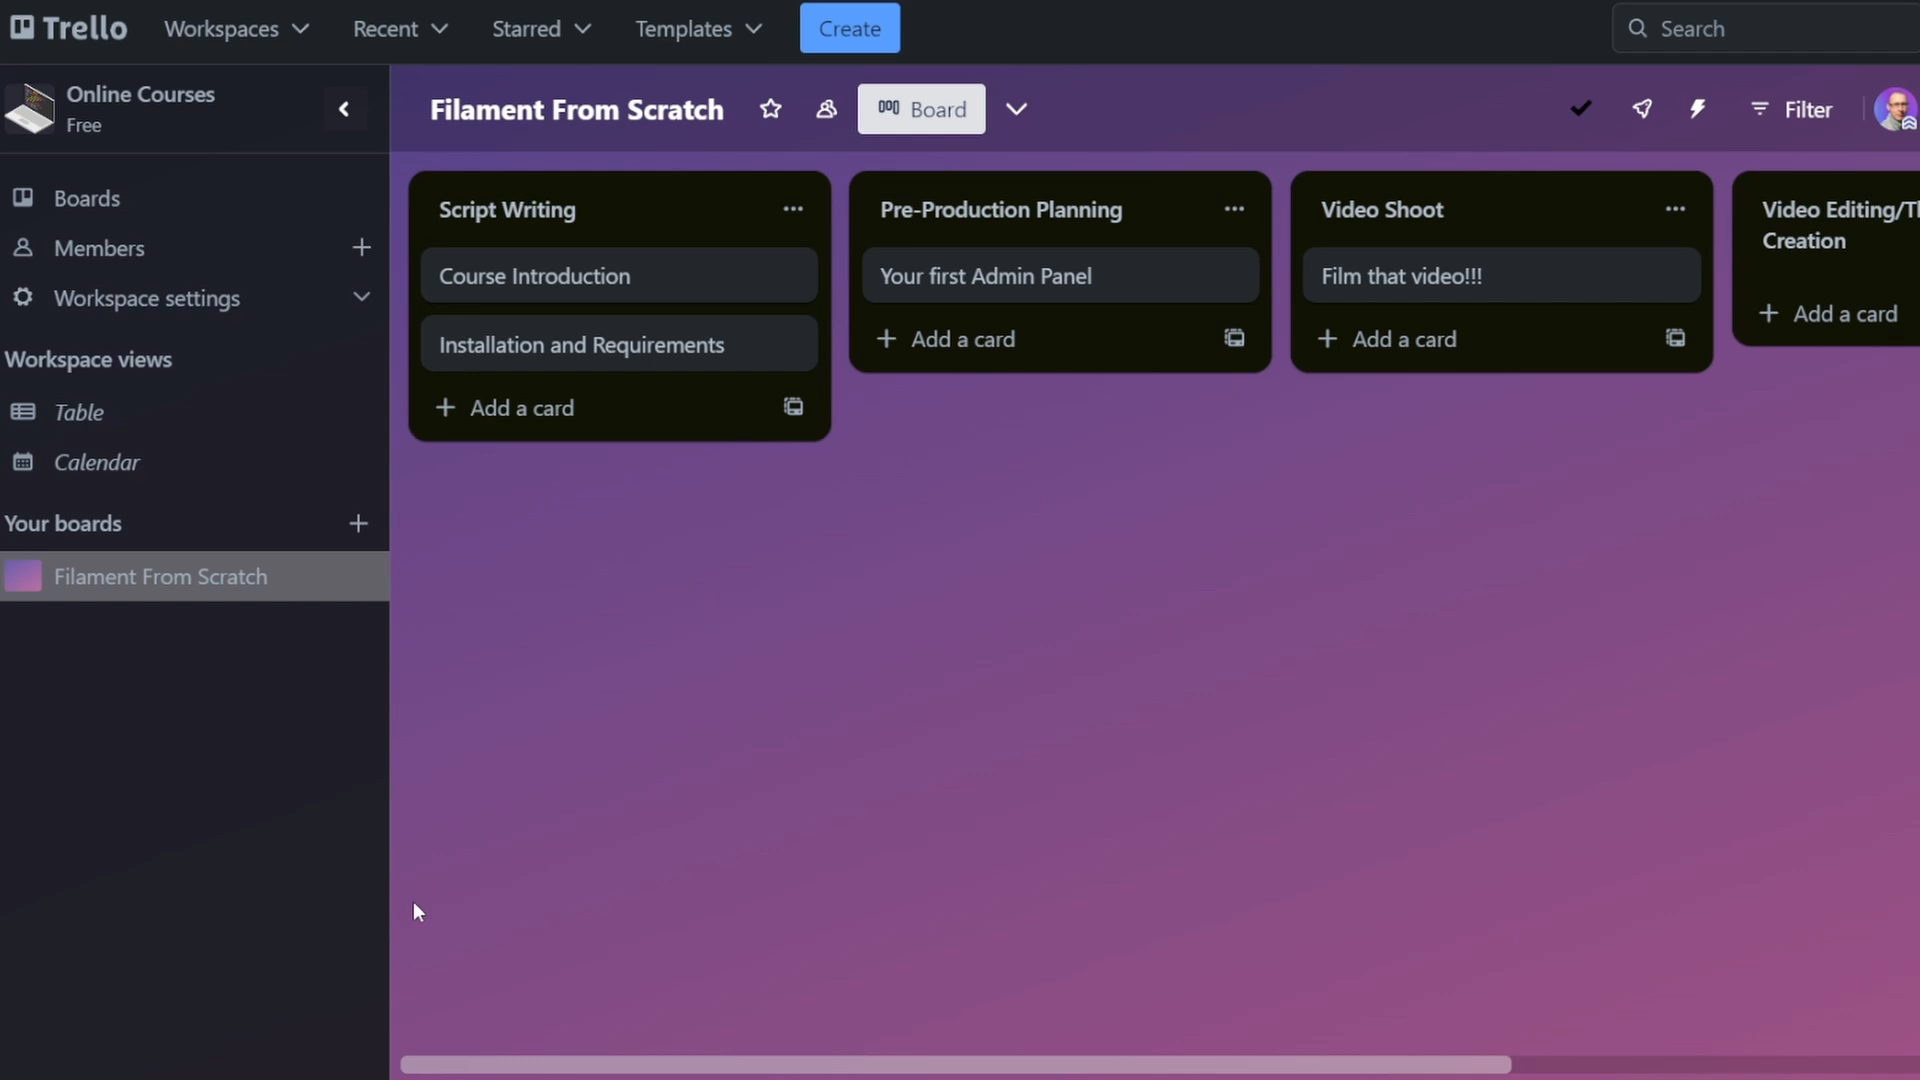 Trello
Workspaces
Recent
Starred
Templates
Create
Search
Online Courses
Free
Filament From Scratch
Board
Filter
Boards
Members
Workspace settings
Workspace views
Table
Calendar
Your boards
Filament From Scratch
Script Writing
Course Introduction
Installation and Requirements
Add a card
Pre-Production Planning
Your first Admin Panel
Add a card
Video Shoot
Film that video!!!
Add a card
Video Editing/
Creation
Add a card